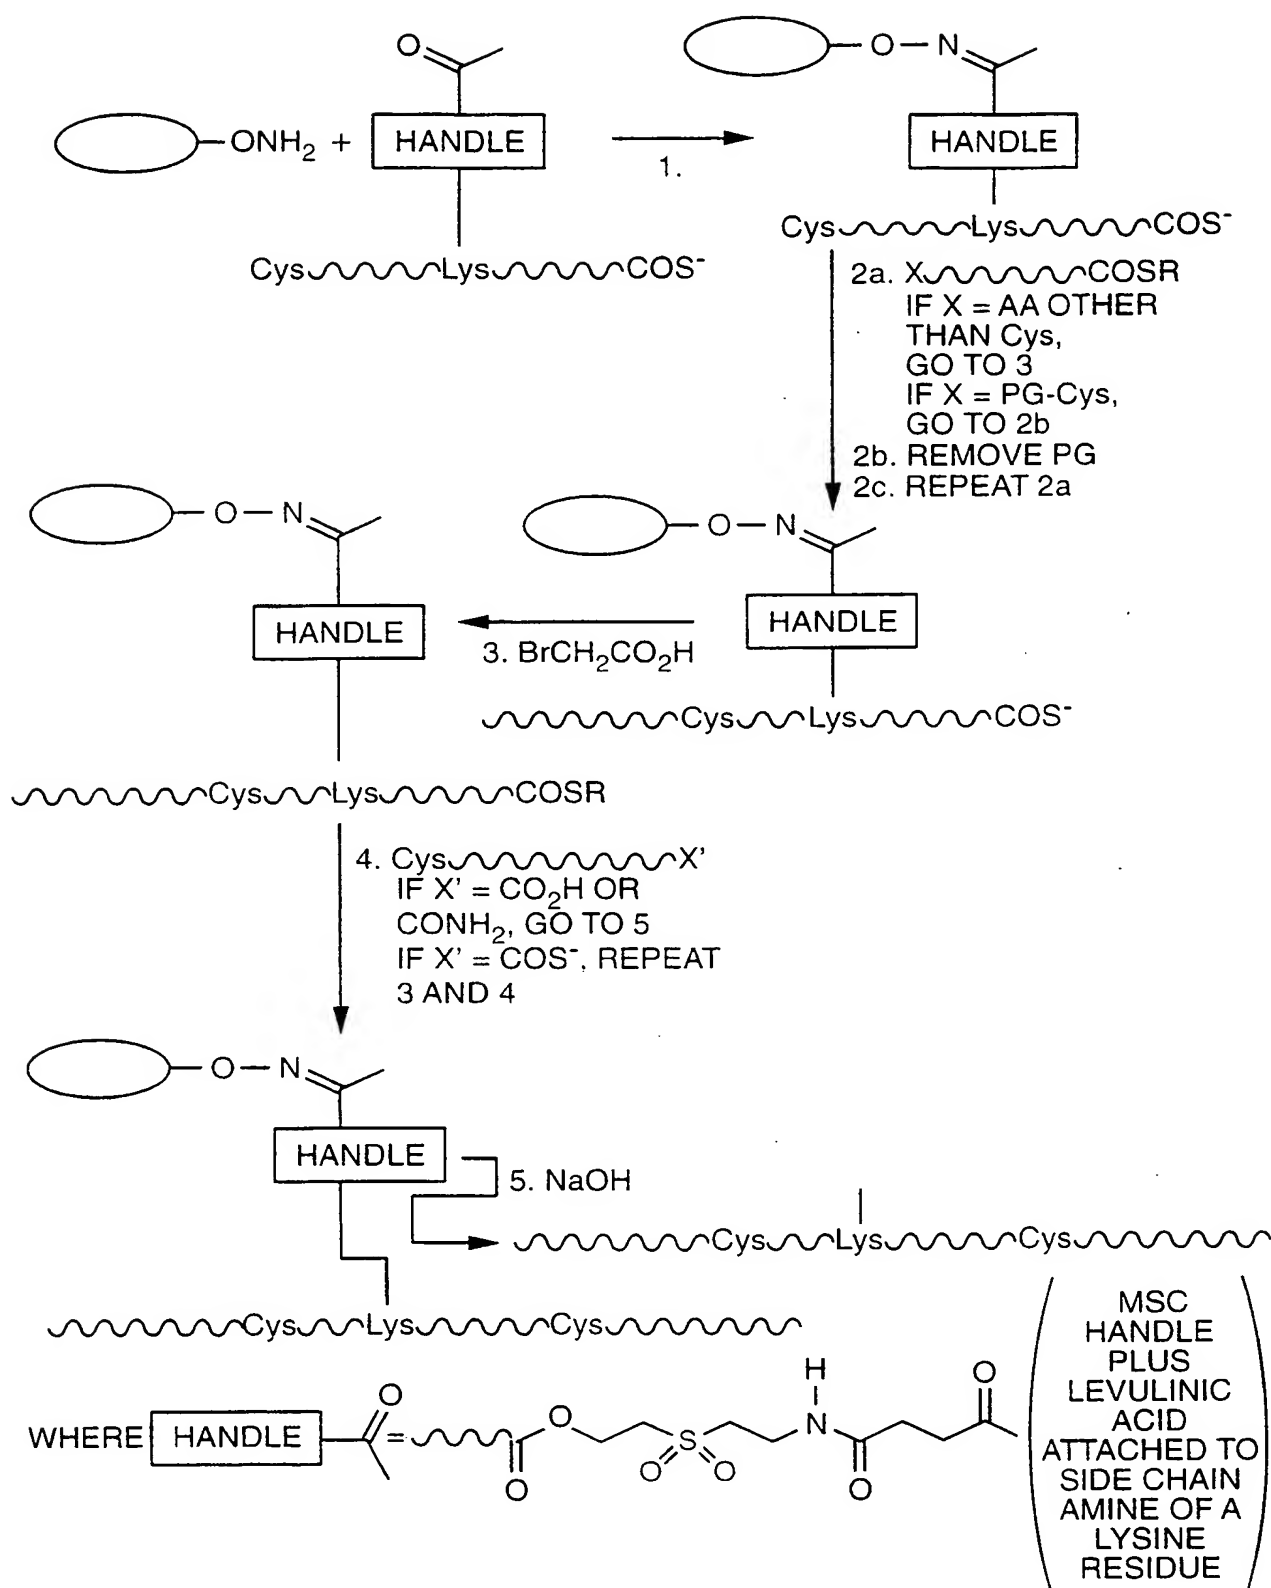 O
O—N
ONH2 + HANDLE
1.
HANDLE
Cys Lys COS-
Cys Lys COS-
2a. X COSR
IF X = AA OTHER
THAN Cys,
GO TO 3
IF X = PG-Cys,
GO TO 2b
2b. REMOVE PG
2c. REPEAT 2a
O—N
O—N
HANDLE
HANDLE
3. BrCH2CO2H
Cys Lys COS-
Cys Lys COSR
4. Cys X'
IF X' = CO2H OR
CONH2, GO TO 5
IF X' = COS-, REPEAT
3 AND 4
O—N
HANDLE
5. NaOH
Cys Lys Cys
Cys Lys Cys
WHERE HANDLE O = O O S O O H N O O
MSC
HANDLE
PLUS
LEVULINIC
ACID
ATTACHED TO
SIDE CHAIN
AMINE OF A
LYSINE
RESIDUE